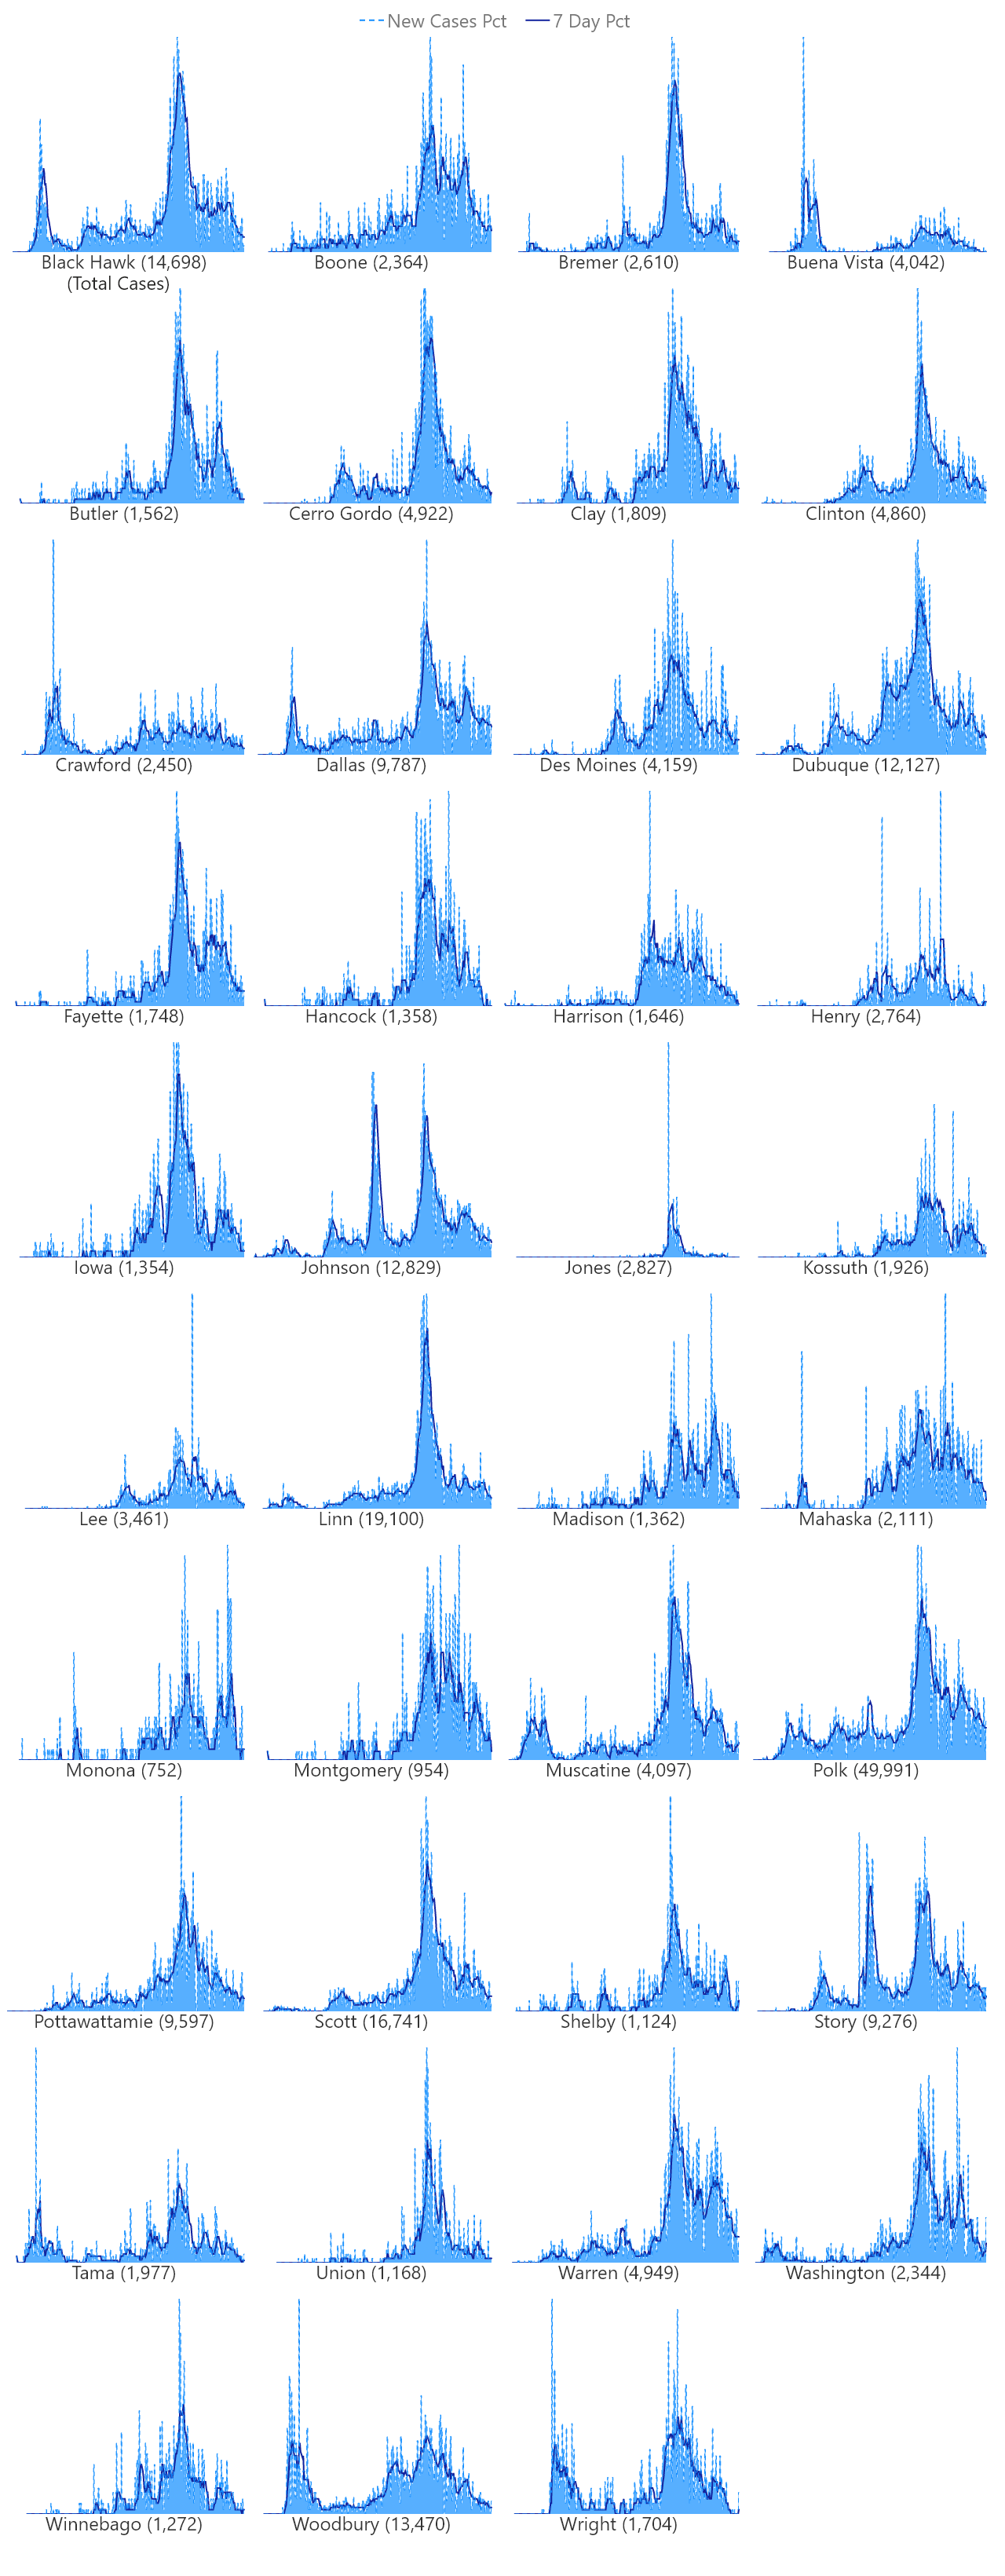 New Cases Pct 7 Day Pct
Black Hawk (14,698) Boone (2,364) Bremer (2,610) Buena Vista (4,042)
(Total Cases)
Butler (1,562) Cerro Gordo (4,922) Clay (1,809) Clinton (4,860)
Crawford (2,450) Dallas (9,787) Des Moines (4,159) Dubuque (12,127)
Fayette (1,748) Hancock (1,358) Harrison (1,646) Henry (2,764)
Iowa (1,354) Johnson (12,829) Jones (2,827) Kossuth (1,926)
Lee (3,461) Linn (19,100) Madison (1,362) Mahaska (2,111)
Monona (752) Montgomery (954) Muscatine (4,097) Polk (49,991)
Pottawattamie (9,597) Scott (16,741) Shelby (1,124) Story (9,276)
Tama (1,977) Union (1,168) Warren (4,949) Washington (2,344)
Winnebago (1,272) Woodbury (13,470) Wright (1,704)